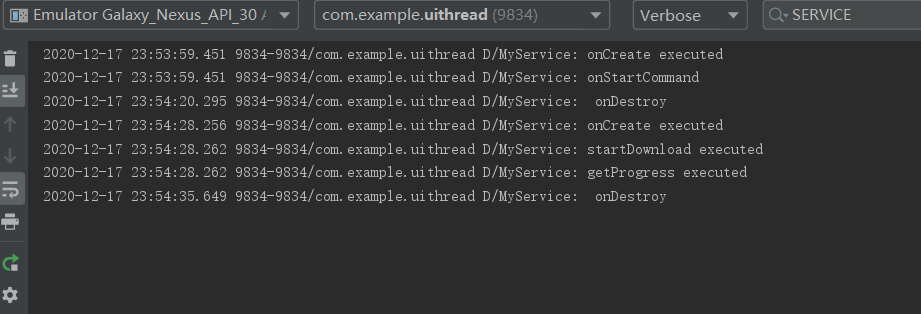 Emulator Galaxy_Nexus_API_30 com.example.uithread (9834) Verbose SERVICE
2020-12-17 23:53:59.451 9834-9834/com.example.uithread D/MyService: onCreate executed
2020-12-17 23:53:59.451 9834-9834/com.example.uithread D/MyService: onStartCommand
2020-12-17 23:54:20.295 9834-9834/com.example.uithread D/MyService:  onDestroy
2020-12-17 23:54:28.256 9834-9834/com.example.uithread D/MyService: onCreate executed
2020-12-17 23:54:28.262 9834-9834/com.example.uithread D/MyService: startDownload executed
2020-12-17 23:54:28.262 9834-9834/com.example.uithread D/MyService: getProgress executed
2020-12-17 23:54:35.649 9834-9834/com.example.uithread D/MyService:  onDestroy